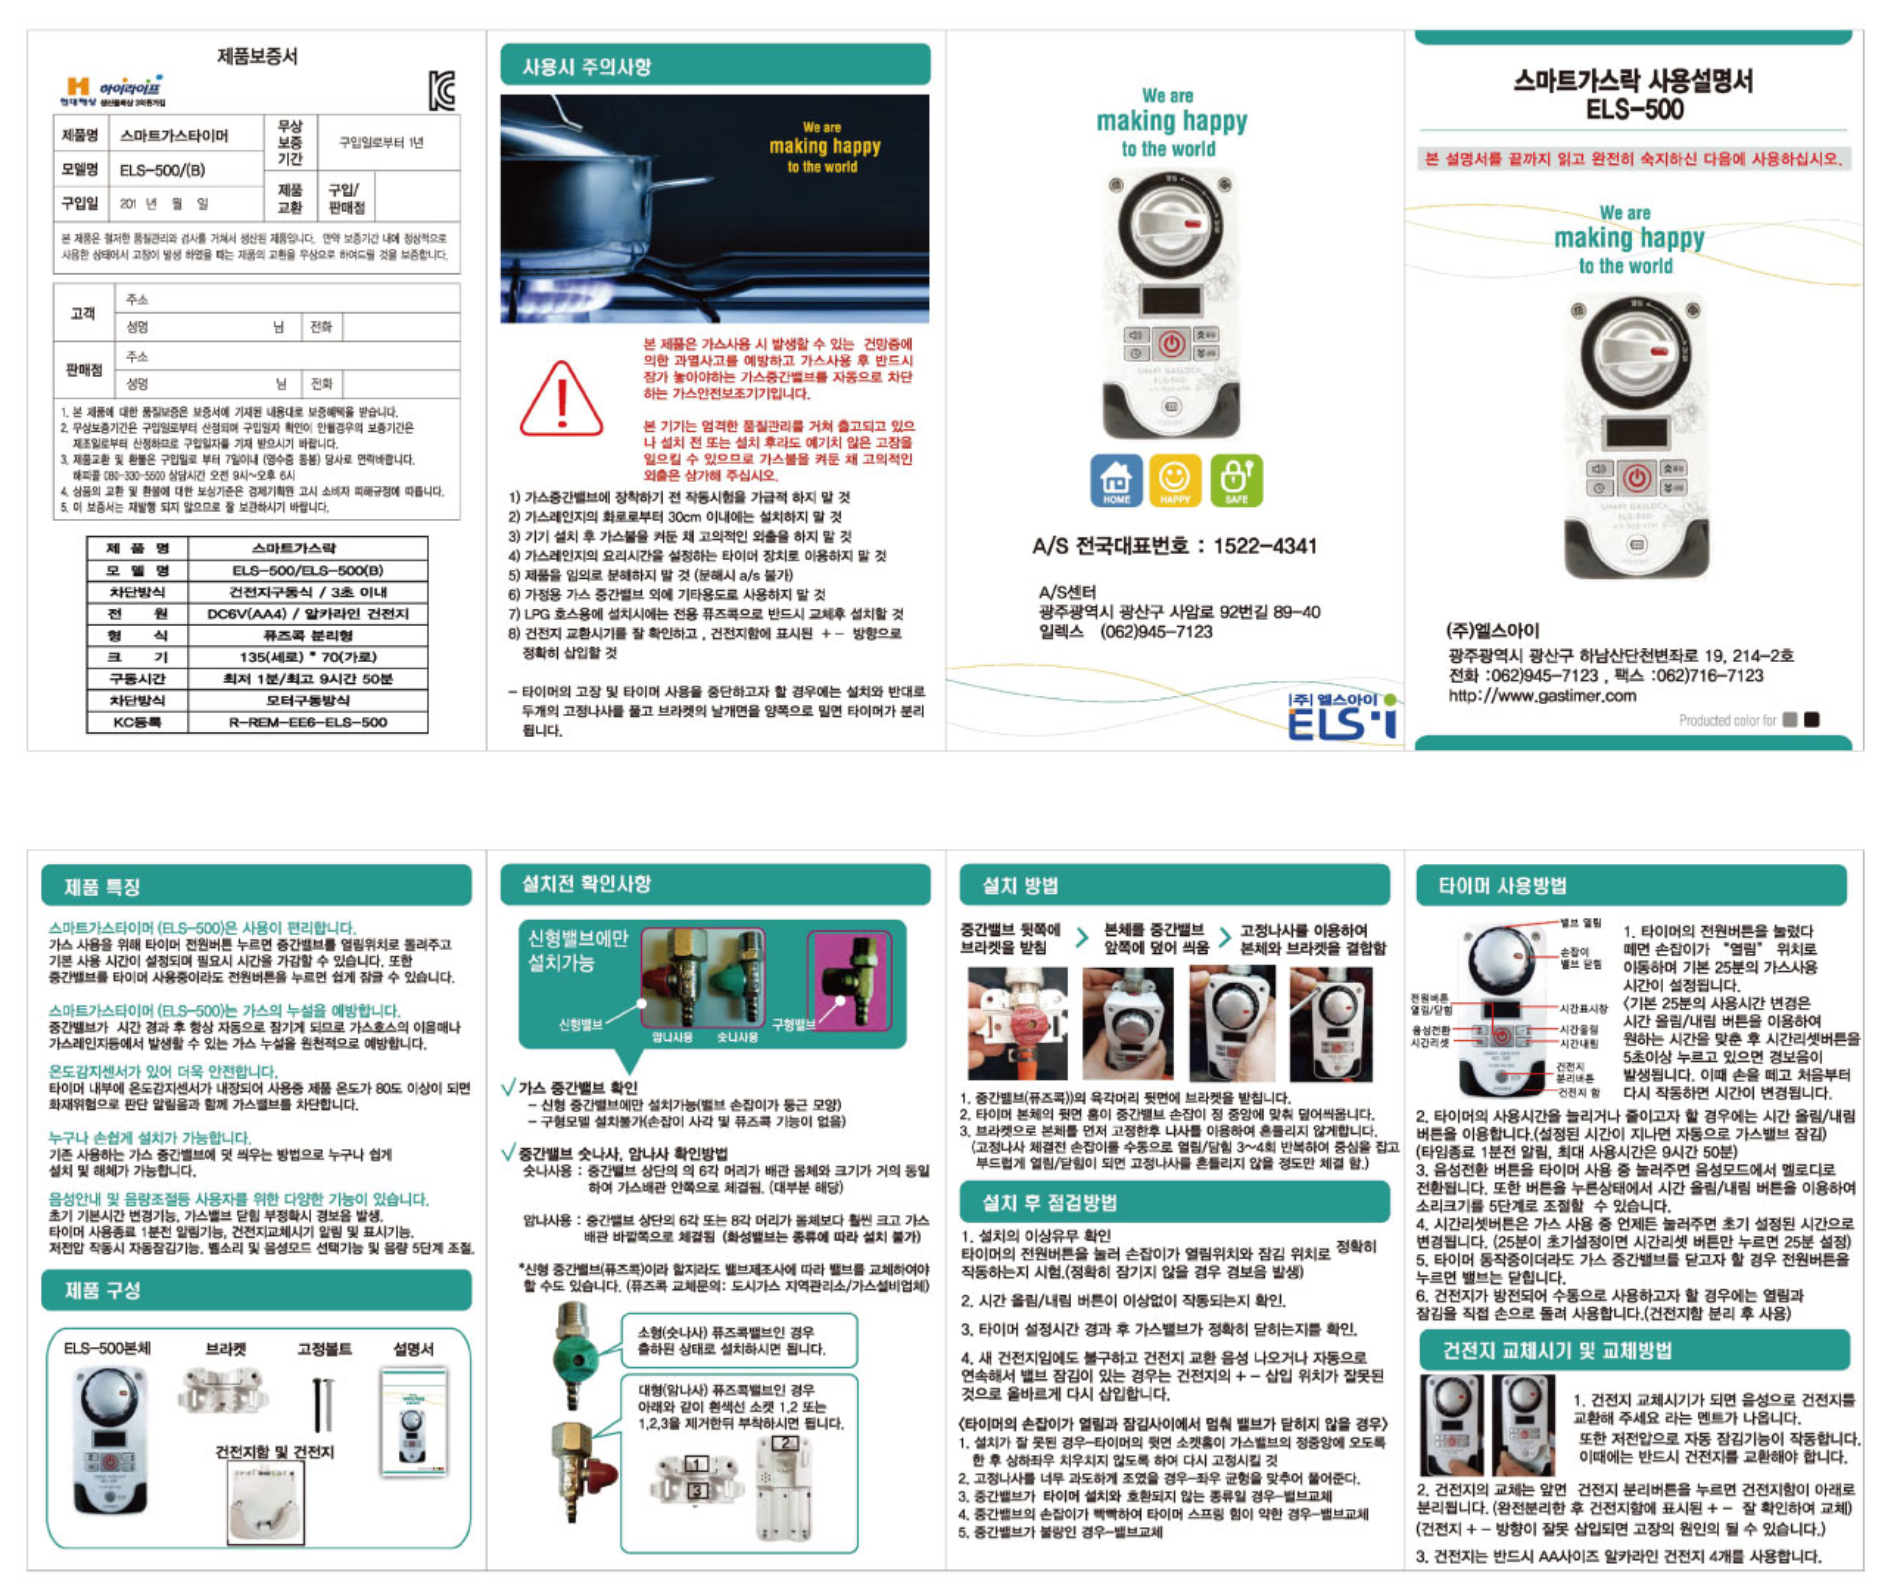 제품보증서
현대해상 하이라이프
생산물배상 3억원가입
제품명 스마트가스타이머 무상 보증 기간 구입일로부터 1년
모델명 ELS-500/(B)
구입일 201 년 월 일 제품 교환 구입/ 판매점
본 제품은 철저한 품질관리와 검사를 거쳐서 생산된 제품입니다. 만약 보증기간 내에 정상적으로
사용한 상태에서 고장이 발생 하였을 때는 제품의 교환을 무상으로 하여드릴 것을 보증합니다.
고객 주소
성명 님 전화
판매점 주소
성명 님 전화
1. 본 제품에 대한 품질보증은 보증서에 기재된 내용대로 보증혜택을 받습니다.
2. 무상보증기간은 구입일로부터 산정되며 구입일자 확인이 안될경우의 보증기간은
제조일로부터 산정하므로 구입일자를 기재 받으시기 바랍니다.
3. 제품교환 및 환불은 구입일로 부터 7일이내 (영수증 동봉) 당사로 연락바랍니다.
해피콜 080-330-5500 상담시간 오전 9시~오후 6시
4. 상품의 교환 및 환불에 대한 보상기준은 경제기획원 고시 소비자 피해규정에 따릅니다.
5. 이 보증서는 재발행 되지 않으므로 잘 보관하시기 바랍니다.
제 품 명 스마트가스락
모 델 명 ELS-500/ELS-500(B)
차단방식 건전지구동식 / 3초 이내
전 원 DC6V(AA4) / 알카라인 건전지
형 식 퓨즈콕 분리형
크 기 135(세로) * 70(가로)
구동시간 최저 1분/최고 9시간 50분
차단방식 모터구동방식
KC등록 R-REM-EE6-ELS-500
사용시 주의사항
We are
making happy
to the world
본 제품은 가스사용 시 발생할 수 있는 건망증에
의한 과열사고를 예방하고 가스사용 후 반드시
잠가 놓아야하는 가스중간밸브를 자동으로 차단
하는 가스안전보조기기입니다.
본 기기는 엄격한 품질관리를 거쳐 출고되고 있으
나 설치 전 또는 설치 후라도 예기치 않은 고장을
일으킬 수 있으므로 가스불을 켜둔 채 고의적인
외출은 삼가해 주십시오.
1) 가스중간밸브에 장착하기 전 작동시험을 가급적 하지 말 것
2) 가스레인지의 화로로부터 30cm 이내에는 설치하지 말 것
3) 기기 설치 후 가스불을 켜둔 채 고의적인 외출을 하지 말 것
4) 가스레인지의 요리시간을 설정하는 타이머 장치로 이용하지 말 것
5) 제품을 임의로 분해하지 말 것 (분해시 a/s 불가)
6) 가정용 가스 중간밸브 외에 기타용도로 사용하지 말 것
7) LPG 호스용에 설치시에는 전용 퓨즈콕으로 반드시 교체후 설치할 것
8) 건전지 교환시기를 잘 확인하고 , 건전지함에 표시된 + - 방향으로
정확히 삽입할 것
- 타이머의 고장 및 타이머 사용을 중단하고자 할 경우에는 설치와 반대로
두개의 고정나사를 풀고 브라켓의 날개면을 양쪽으로 밀면 타이머가 분리
됩니다.
We are
making happy
to the world
열림
SMART GASLOCK
ELS-500
HOME HAPPY SAFE
A/S 전국대표번호 : 1522-4341
A/S센터
광주광역시 광산구 사암로 92번길 89-40
일렉스 (062)945-7123
(주) 엘스아이
ELS·I
스마트가스락 사용설명서
ELS-500
본 설명서를 끝까지 읽고 완전히 숙지하신 다음에 사용하십시오.
We are
making happy
to the world
열림
SMART GASLOCK
ELS-500
(주)엘스아이
광주광역시 광산구 하남산단천변좌로 19, 214-2호
전화 :062)945-7123 , 팩스 :062)716-7123
http://www.gastimer.com
Producted color for
제품 특징
스마트가스타이머 (ELS-500)은 사용이 편리합니다.
가스 사용을 위해 타이머 전원버튼 누르면 중간밸브를 열림위치로 돌려주고
기본 사용 시간이 설정되며 필요시 시간을 가감할 수 있습니다. 또한
중간밸브를 타이머 사용중이라도 전원버튼을 누르면 쉽게 잠글 수 있습니다.
스마트가스타이머 (ELS-500)는 가스의 누설을 예방합니다.
중간밸브가 시간 경과 후 항상 자동으로 잠기게 되므로 가스호스의 이음매나
가스레인지등에서 발생할 수 있는 가스 누설을 원천적으로 예방합니다.
온도감지센서가 있어 더욱 안전합니다.
타이머 내부에 온도감지센서가 내장되어 사용중 제품 온도가 80도 이상이 되면
화재위험으로 판단 알림음과 함께 가스밸브를 차단합니다.
누구나 손쉽게 설치가 가능합니다.
기존 사용하는 가스 중간밸브에 덧 씌우는 방법으로 누구나 쉽게
설치 및 해체가 가능합니다.
음성안내 및 음량조절등 사용자를 위한 다양한 기능이 있습니다.
초기 기본시간 변경기능, 가스밸브 닫힘 부정확시 경보음 발생.
타이머 사용종료 1분전 알림기능, 건전지교체시기 알림 및 표시기능.
저전압 작동시 자동잠김기능, 벨소리 및 음성모드 선택기능 및 음량 5단계 조절.
제품 구성
ELS-500본체 브라켓 고정볼트 설명서
건전지함 및 건전지
설치전 확인사항
신형밸브에만
설치가능
신형밸브 암나사용 숫나사용 구형밸브
가스 중간밸브 확인
- 신형 중간밸브에만 설치가능(밸브 손잡이가 둥근 모양)
- 구형모델 설치불가(손잡이 사각 및 퓨즈콕 기능이 없음)
중간밸브 숫나사, 암나사 확인방법
숫나사용 : 중간밸브 상단의 의 6각 머리가 배관 몸체와 크기가 거의 동일
하여 가스배관 안쪽으로 체결됨. (대부분 해당)
암나사용 : 중간밸브 상단의 6각 또는 8각 머리가 몸체보다 훨씬 크고 가스
배관 바깥쪽으로 체결됨 (화성밸브는 종류에 따라 설치 불가)
*신형 중간밸브(퓨즈콕)이라 할지라도 밸브제조사에 따라 밸브를 교체하여야
할 수도 있습니다. (퓨즈콕 교체문의: 도시가스 지역관리소/가스설비업체)
소형(숫나사) 퓨즈콕밸브인 경우
출하된 상태로 설치하시면 됩니다.
대형(암나사) 퓨즈콕밸브인 경우
아래와 같이 흰색선 소켓 1,2 또는
1,2,3을 제거한뒤 부착하시면 됩니다.
1 2 3
설치 방법
중간밸브 뒷쪽에
브라켓을 받침
본체를 중간밸브
앞쪽에 덮어 씌움
고정나사를 이용하여
본체와 브라켓을 결합함
1. 중간밸브(퓨즈콕))의 육각머리 뒷면에 브라켓을 받칩니다.
2. 타이머 본체의 뒷면 홈이 중간밸브 손잡이 정 중앙에 맞춰 덮어씌웁니다.
3. 브라켓으로 본체를 먼저 고정한후 나사를 이용하여 흔들리지 않게합니다.
(고정나사 체결전 손잡이를 수동으로 열림/닫힘 3~4회 반복하여 중심을 잡고
부드럽게 열림/닫힘이 되면 고정나사를 흔들리지 않을 정도만 체결 함.)
설치 후 점검방법
1. 설치의 이상유무 확인
타이머의 전원버튼을 눌러 손잡이가 열림위치와 잠김 위치로 정확히
작동하는지 시험.(정확히 잠기지 않을 경우 경보음 발생)
2. 시간 올림/내림 버튼이 이상없이 작동되는지 확인.
3. 타이머 설정시간 경과 후 가스밸브가 정확히 닫히는지를 확인.
4. 새 건전지임에도 불구하고 건전지 교환 음성 나오거나 자동으로
연속해서 밸브 잠김이 있는 경우는 건전지의 + - 삽입 위치가 잘못된
것으로 올바르게 다시 삽입합니다.
<타이머의 손잡이가 열림과 잠김사이에서 멈춰 밸브가 닫히지 않을 경우>
1. 설치가 잘 못된 경우-타이머의 뒷면 소켓홈이 가스밸브의 정중앙에 오도록
한 후 상하좌우 치우치지 않도록 하여 다시 고정시킬 것
2. 고정나사를 너무 과도하게 조였을 경우-좌우 균형을 맞추어 풀어준다.
3. 중간밸브가 타이머 설치와 호환되지 않는 종류일 경우-밸브교체
4. 중간밸브의 손잡이가 빡빡하여 타이머 스프링 힘이 약한 경우-밸브교체
5. 중간밸브가 불량인 경우-밸브교체
타이머 사용방법
밸브 열림
손잡이
밸브 닫힘
전원버튼
열림/닫힘
시간표시창
음성전환
시간올림
시간리셋
시간내림
건전지
분리버튼
건전지 함
1. 타이머의 전원버튼을 눌렀다
떼면 손잡이가 “열림” 위치로
이동하며 기본 25분의 가스사용
시간이 설정됩니다.
<기본 25분의 사용시간 변경은
시간 올림/내림 버튼을 이용하여
원하는 시간을 맞춘 후 시간리셋버튼을
5초이상 누르고 있으면 경보음이
발생됩니다. 이때 손을 떼고 처음부터
다시 작동하면 시간이 변경됩니다.
2. 타이머의 사용시간을 늘리거나 줄이고자 할 경우에는 시간 올림/내림
버튼을 이용합니다.(설정된 시간이 지나면 자동으로 가스밸브 잠김)
(타임종료 1분전 알림, 최대 사용시간은 9시간 50분)
3. 음성전환 버튼을 타이머 사용 중 눌러주면 음성모드에서 멜로디로
전환됩니다. 또한 버튼을 누른상태에서 시간 올림/내림 버튼을 이용하여
소리크기를 5단계로 조절할 수 있습니다.
4. 시간리셋버튼은 가스 사용 중 언제든 눌러주면 초기 설정된 시간으로
변경됩니다. (25분이 초기설정이면 시간리셋 버튼만 누르면 25분 설정)
5. 타이머 동작중이더라도 가스 중간밸브를 닫고자 할 경우 전원버튼을
누르면 밸브는 닫힙니다.
6. 건전지가 방전되어 수동으로 사용하고자 할 경우에는 열림과
잠김을 직접 손으로 돌려 사용합니다.(건전지함 분리 후 사용)
건전지 교체시기 및 교체방법
1. 건전지 교체시기가 되면 음성으로 건전지를
교환해 주세요 라는 멘트가 나옵니다.
또한 저전압으로 자동 잠김기능이 작동합니다.
이때에는 반드시 건전지를 교환해야 합니다.
2. 건전지의 교체는 앞면 건전지 분리버튼을 누르면 건전지함이 아래로
분리됩니다. (완전분리한 후 건전지함에 표시된 + - 잘 확인하여 교체)
(건전지 + - 방향이 잘못 삽입되면 고장의 원인의 될 수 있습니다.)
3. 건전지는 반드시 AA사이즈 알카라인 건전지 4개를 사용합니다.